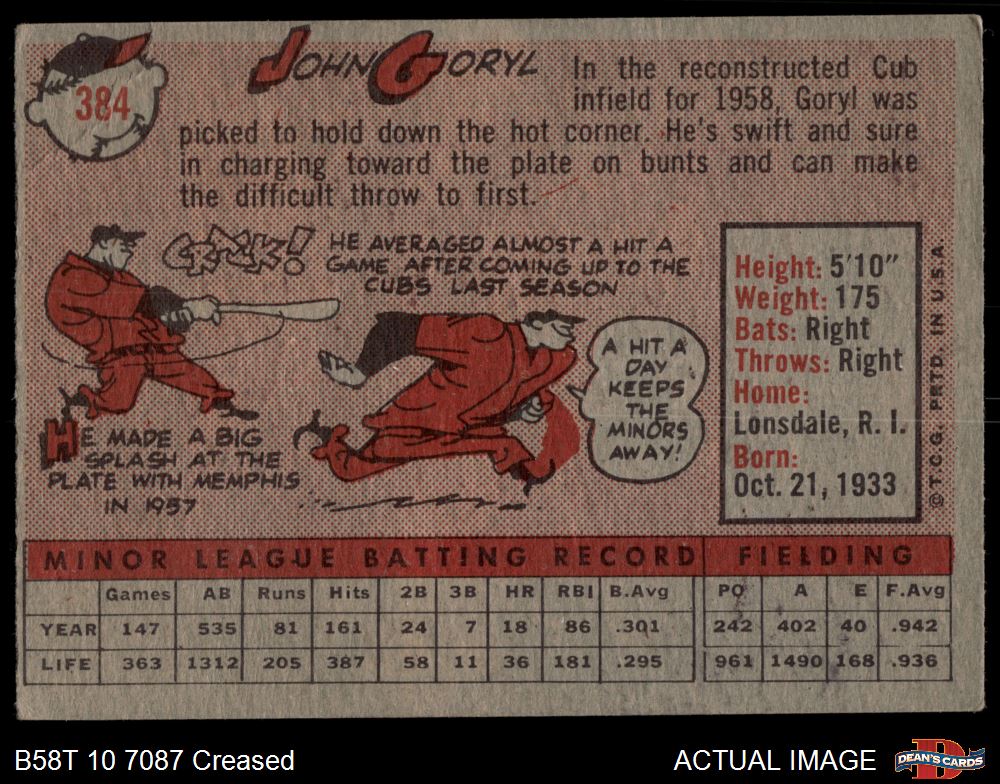 384
JOHN GORYL
In the reconstructed Cub
infield for 1958, Goryl was
picked to hold down the hot corner. He's swift and sure
in charging toward the plate on bunts and can make
the difficult throw to first.
CRACK!
HE AVERAGED ALMOST A HIT A
GAME AFTER COMING UP TO THE
CUBS LAST SEASON
HE MADE A BIG
SPLASH AT THE
PLATE WITH MEMPHIS
IN 1957
A HIT A
DAY
KEEPS
THE
MINORS
AWAY!
Height: 5'10"
Weight: 175
Bats: Right
Throws: Right
Home:
Lonsdale, R. I.
Born:
Oct. 21, 1933
©T.C.G. PRTD. IN U.S.A.
MINOR LEAGUE BATTING RECORD FIELDING
Games AB Runs Hits 2B 3B HR RBI B.Avg PO A E F.Avg
YEAR 147 535 81 161 24 7 18 86 .301 242 402 40 .942
LIFE 363 1312 205 387 58 11 36 181 .295 961 1490 168 .936
B58T 10 7087 Creased
ACTUAL IMAGE
D
DEAN'S CARDS